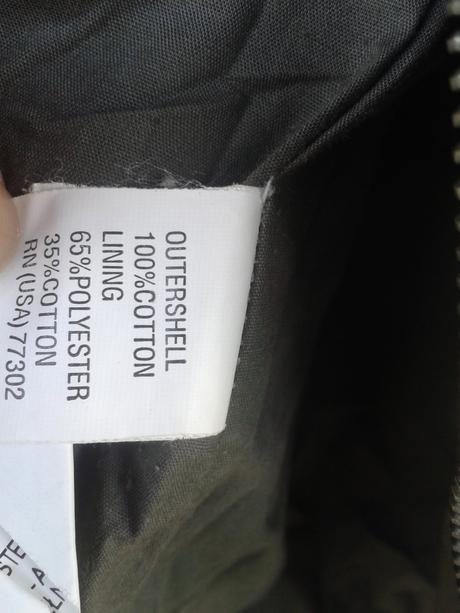 OUTERSHELL
100%COTTON
LINING
65%POLYESTER
35%COTTON
RN (USA) 77302